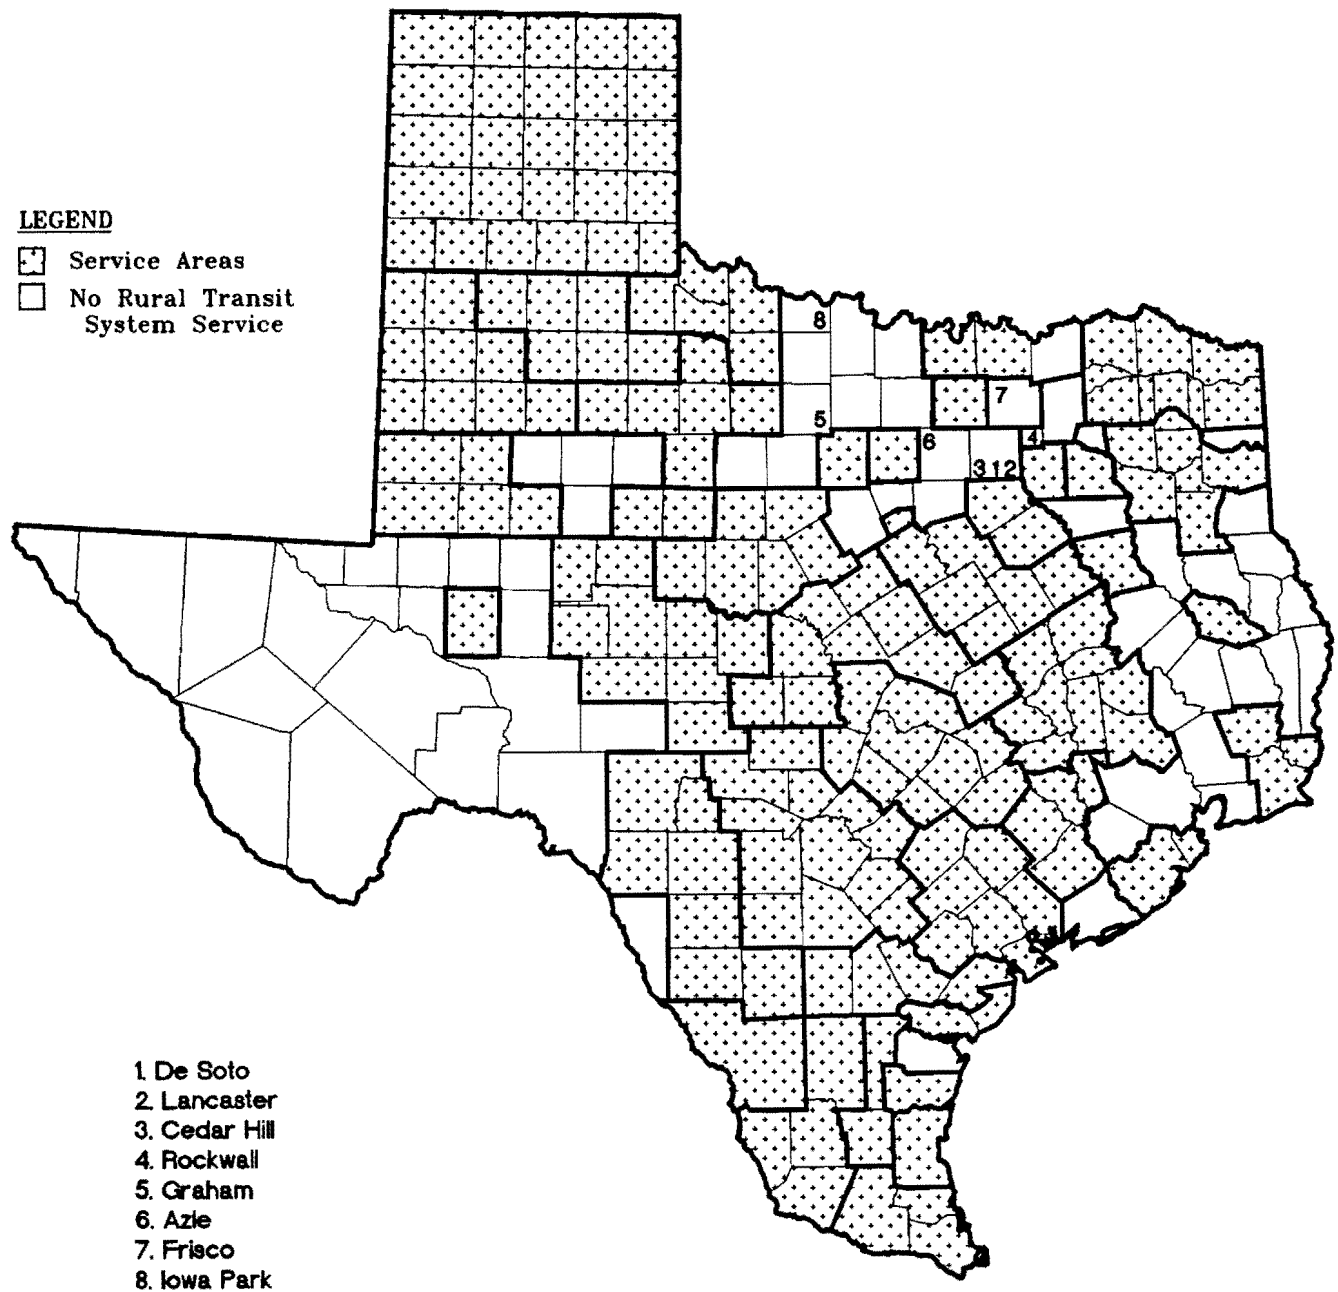 LEGEND
Service Areas
No Rural Transit
System Service
8
7
5
6
4
3 1 2
1. De Soto
2. Lancaster
3. Cedar Hill
4. Rockwall
5. Graham
6. Azle
7. Frisco
8. Iowa Park